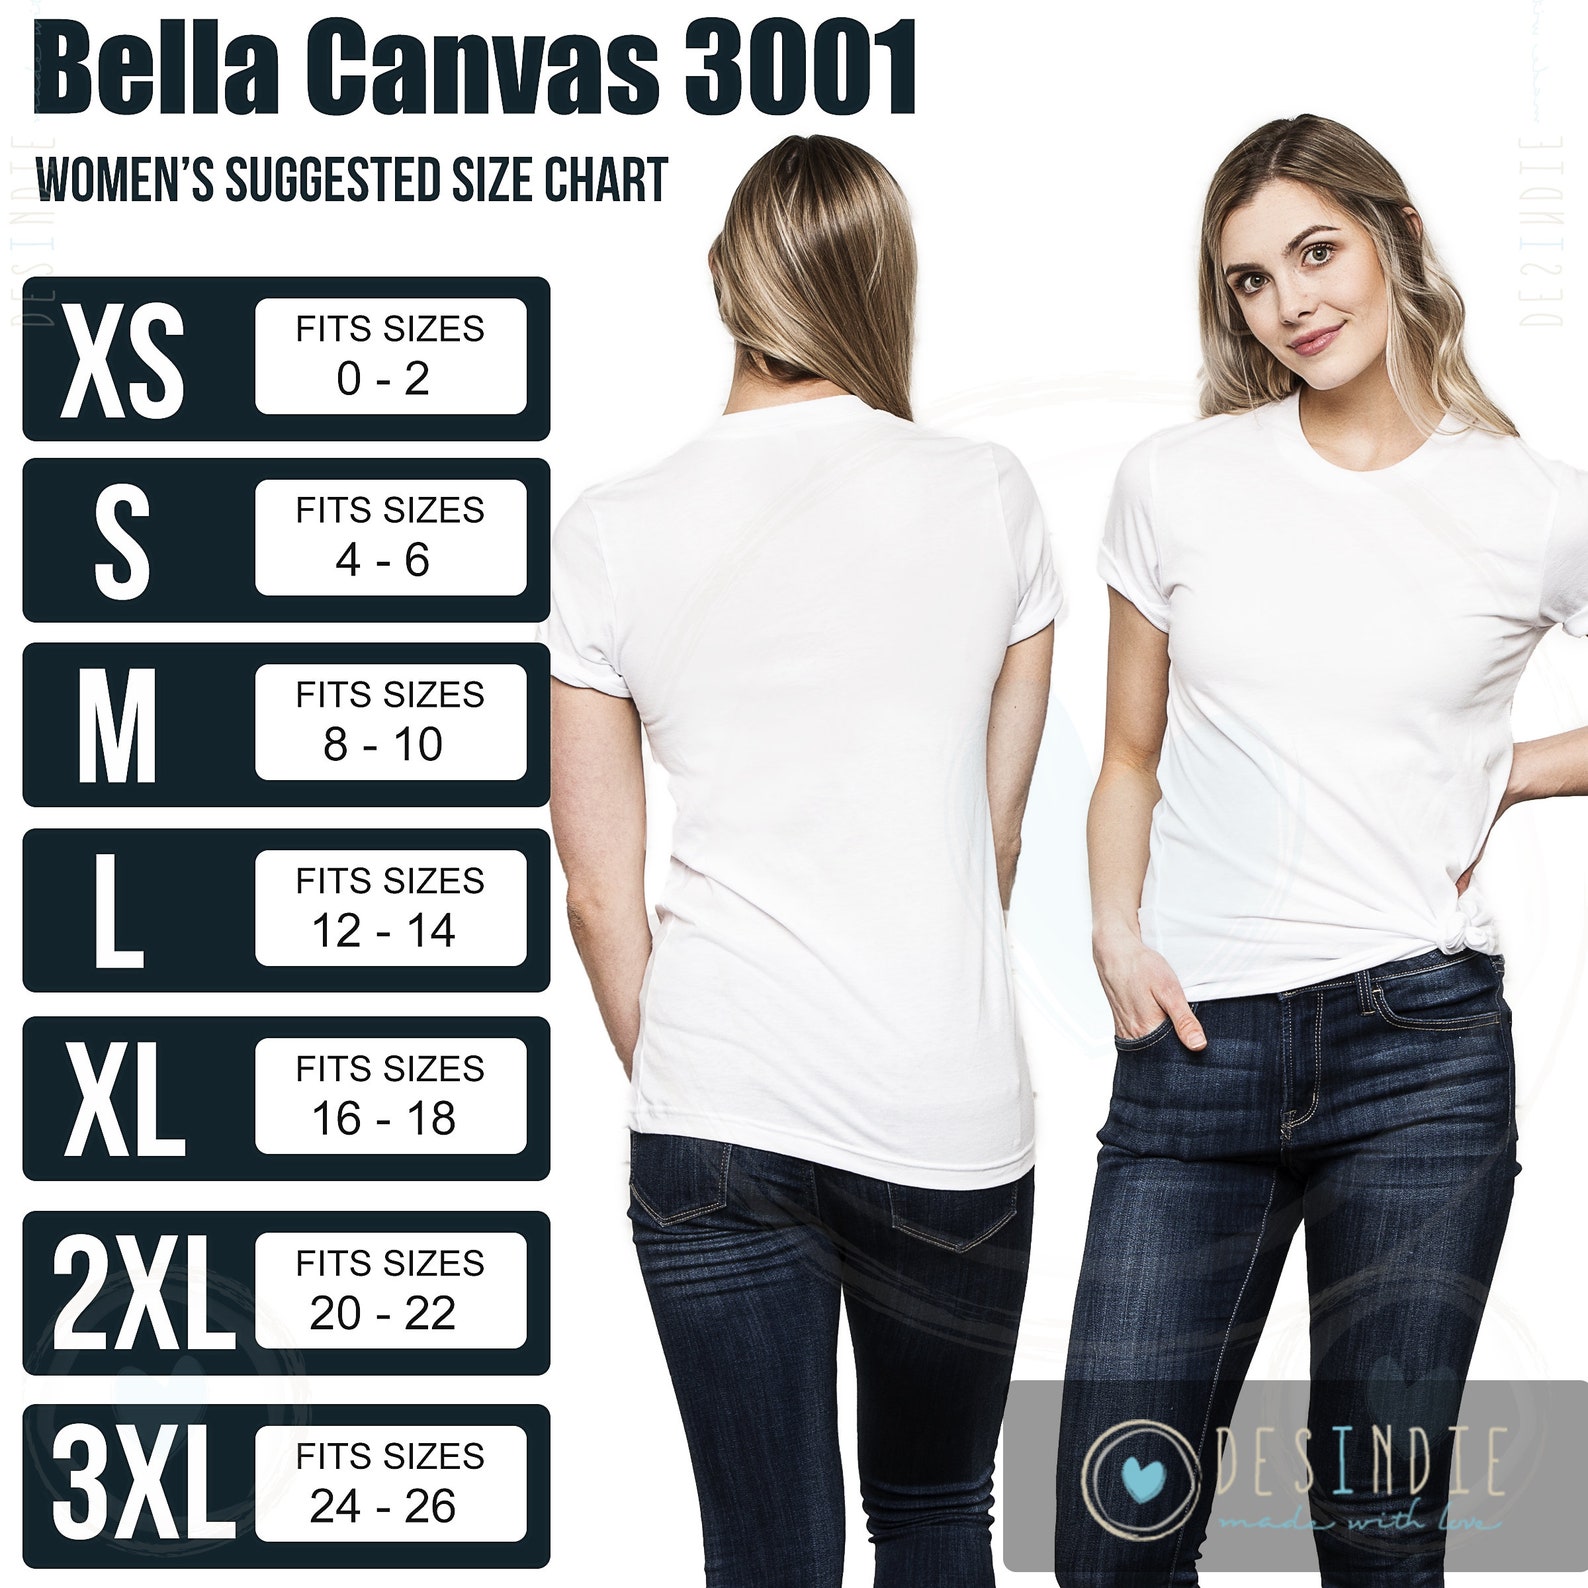 Bella Canvas 3001
WOMEN'S SUGGESTED SIZE CHART
XS
FITS SIZES
0 - 2
S
FITS SIZES
4 - 6
M
FITS SIZES
8 - 10
L
FITS SIZES
12 - 14
XL
FITS SIZES
16 - 18
2XL
FITS SIZES
20 - 22
3XL
FITS SIZES
24 - 26
DESINDIE
made with love
DESINDIE
DESINDIE